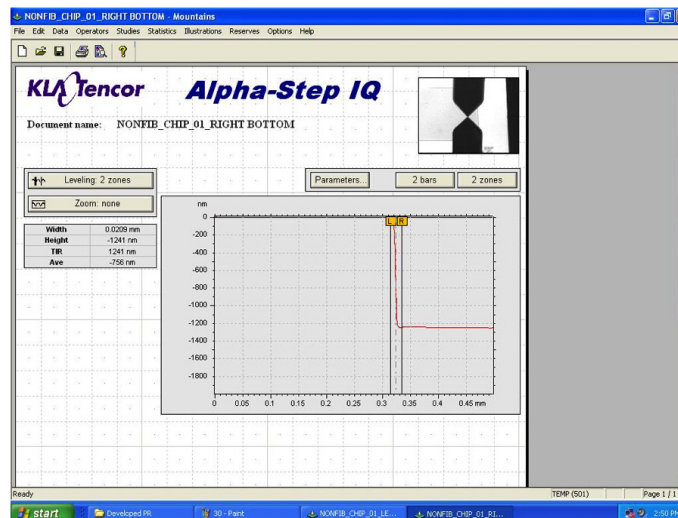 NONFIB_CHIP_01_RIGHT BOTTOM - Mountains
File Edit Data Operators Studies Statistics Illustrations Reserves Options Help
KLA Tencor Alpha-Step IQ
Document name: NONFIB_CHIP_01_RIGHT BOTTOM
Leveling: 2 zones Parameters... 2 bars 2 zones
Zoom: none
Width 0.0209 mm
Height -1241 nm
TIR 1241 nm
Ave -756 nm
nm
L R
0
-200
-400
-600
-800
-1000
-1200
-1400
-1600
-1800
0 0.05 0.1 0.15 0.2 0.25 0.3 0.35 0.4 0.45 mm
Ready TEMP (501) Page 1 / 1
start Developed PR 30 - Paint NONFIB_CHIP_01_LE... NONFIB_CHIP_01_RI... 2:50 PM